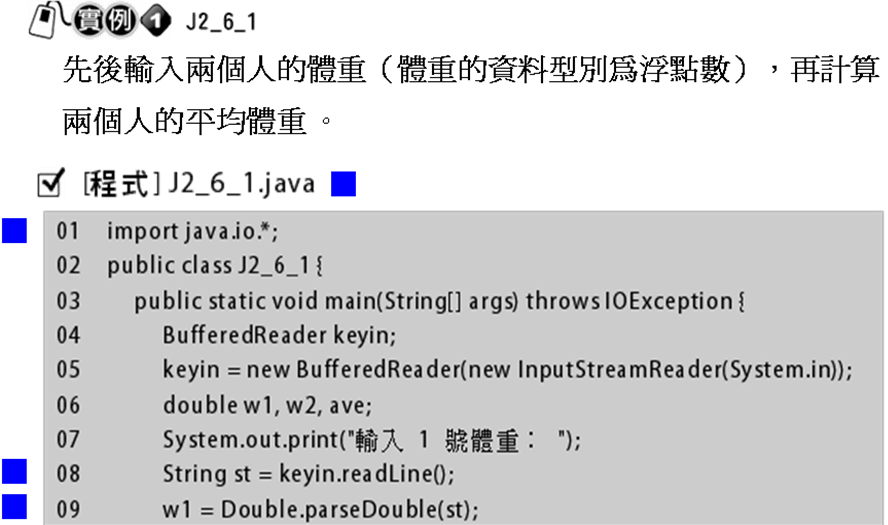 實例1 J2_6_1
先後輸入兩個人的體重（體重的資料型別為浮點數），再計算
兩個人的平均體重。
[程式] J2_6_1.java
01 import java.io.*;
02 public class J2_6_1 {
03 public static void main(String[] args) throws IOException {
04 BufferedReader keyin;
05 keyin = new BufferedReader(new InputStreamReader(System.in));
06 double w1, w2, ave;
07 System.out.print("輸入 1 號體重： ");
08 String st = keyin.readLine();
09 w1 = Double.parseDouble(st);